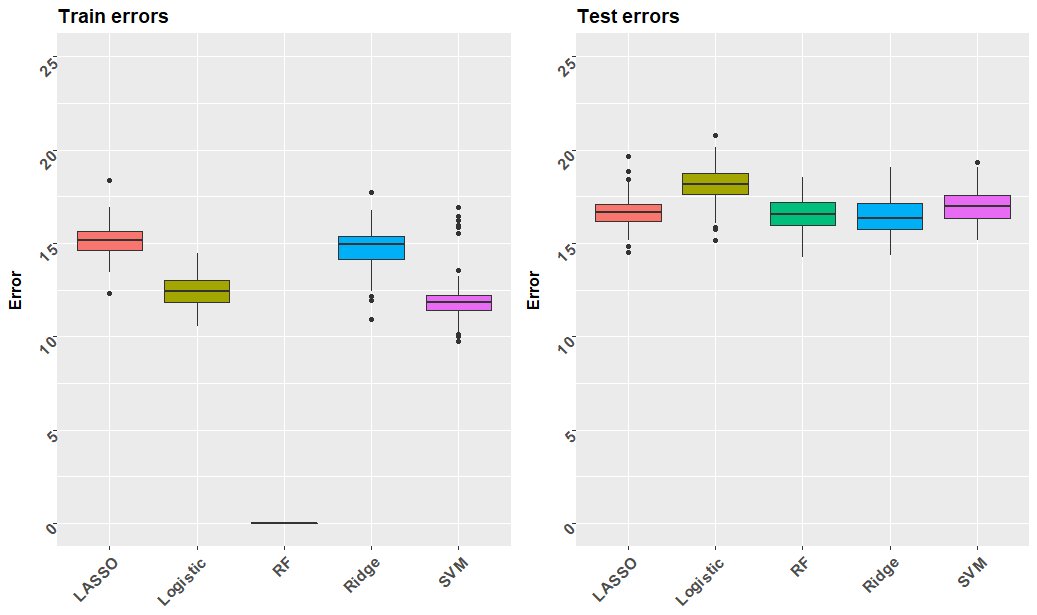 Train errors
Error
25
20
15
10
5
0
LASSO
Logistic
RF
Ridge
SVM
Test errors
Error
25
20
15
10
5
0
LASSO
Logistic
RF
Ridge
SVM